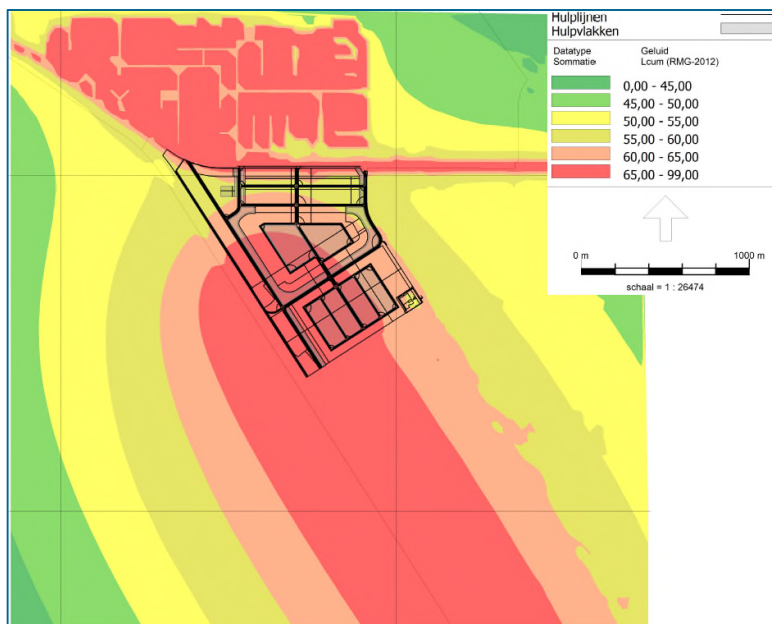 Hulplijnen
Hulpvlakken
Datatype Geluid
Sommatie Lcum (RMG-2012)
0,00 - 45,00
45,00 - 50,00
50,00 - 55,00
55,00 - 60,00
60,00 - 65,00
65,00 - 99,00
0 m 1000 m
schaal = 1 : 26474